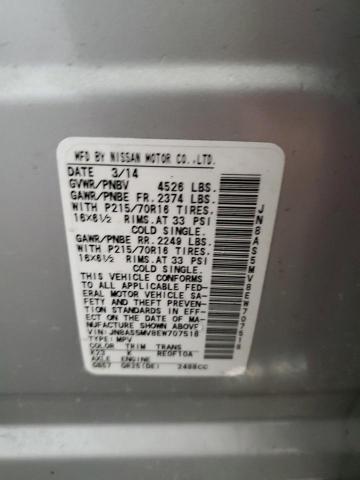 MFD BY NISSAN MOTOR CO.,LTD.
DATE 3/14
GVWR/PNBV 4526 LBS.
GAWR/PNBE FR. 2374 LBS.
WITH P215/70R16 TIRES.
16X6½ RIMS.AT 33 PSI
COLD SINGLE.
GAWR/PNBE RR. 2249 LBS.
WITH P215/70R16 TIRES.
16X6½ RIMS.AT 33 PSI
COLD SINGLE.
THIS VEHICLE CONFORMS
TO ALL APPLICABLE FED-
ERAL MOTOR VEHICLE SA-
FETY AND THEFT PREVEN-
TION STANDARDS IN EFF-
ECT ON THE DATE OF MA-
NUFACTURE SHOWN ABOVE.
VIN:JN8AS5MV8EW707518
TYPE:MPV
COLOR TRIM TRANS
K23 K RE0F10A
AXLE ENGINE
GB57 QR25(DE) 2488CC
JN8AS5MV8EW707518